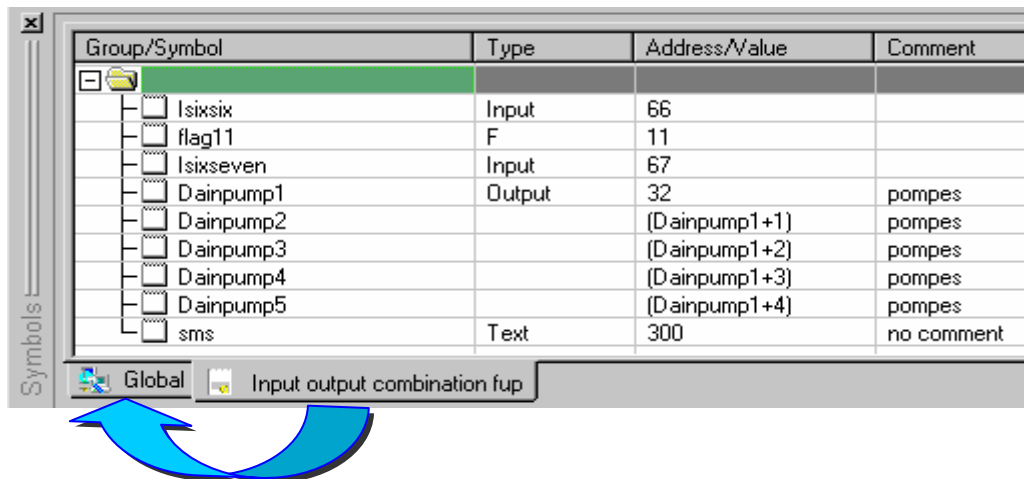 Group/Symbol Type Address/Value Comment
Isixsix Input 66
flag11 F 11
Isixseven Input 67
Dainpump1 Output 32 pompes
Dainpump2 (Dainpump1+1) pompes
Dainpump3 (Dainpump1+2) pompes
Dainpump4 (Dainpump1+3) pompes
Dainpump5 (Dainpump1+4) pompes
sms Text 300 no comment
Symbols
Global Input output combination fup